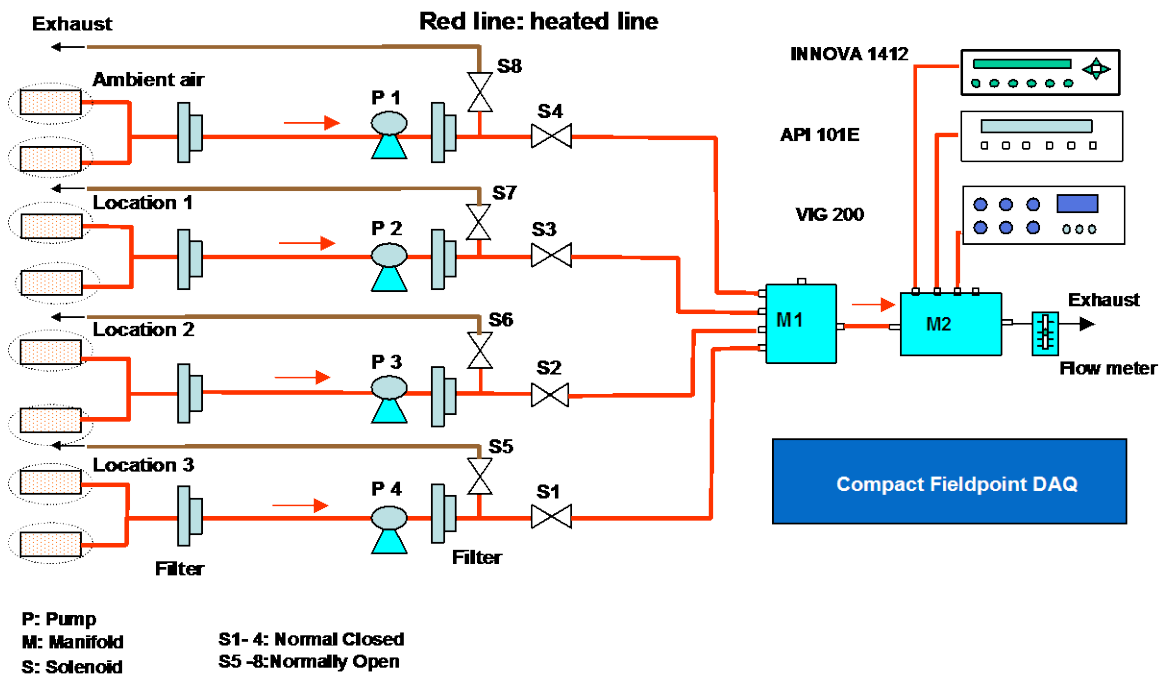 Red line: heated line
Exhaust
INNOVA 1412
S8
Ambient air
P 1
S4
API 101E
Location 1
S7
P 2
S3
VIG 200
Location 2
S6
P 3
S2
M1
M2
Exhaust
Flow meter
Location 3
S5
P 4
S1
Compact Fieldpoint DAQ
Filter
Filter
P: Pump
M: Manifold
S: Solenoid
S1- 4: Normal Closed
S5 -8:Normally Open